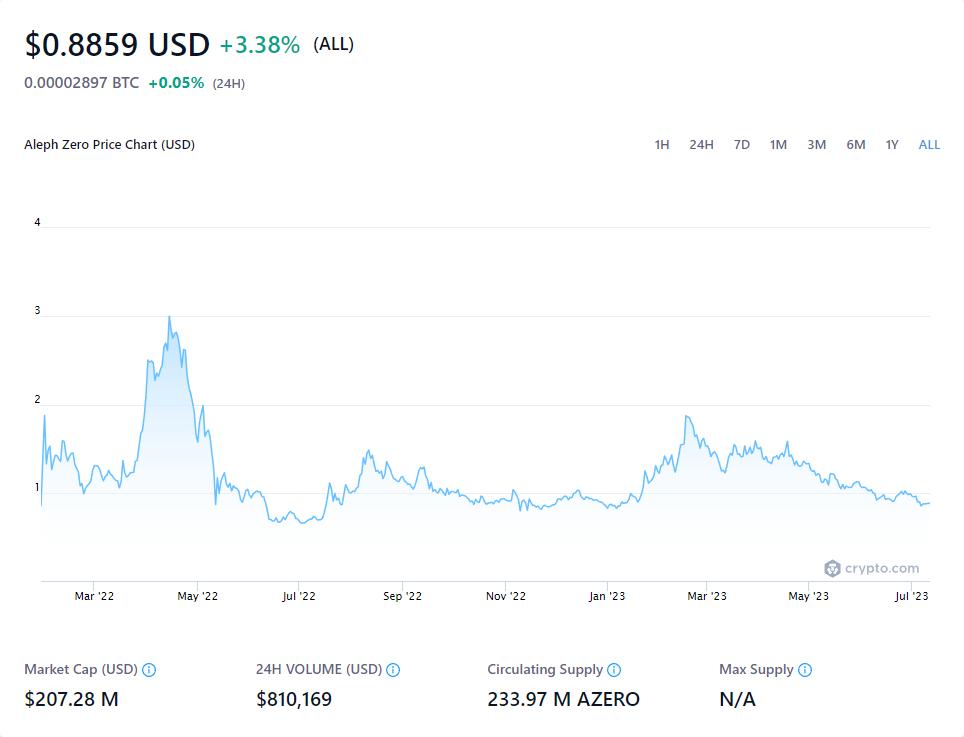 $0.8859 USD +3.38% (ALL)
0.00002897 BTC +0.05% (24H)
Aleph Zero Price Chart (USD) 1H 24H 7D 1M 3M 6M 1Y ALL
4
3
2
1
crypto.com
Mar '22 May '22 Jul '22 Sep '22 Nov '22 Jan '23 Mar '23 May '23 Jul '23
Market Cap (USD) 24H VOLUME (USD) Circulating Supply Max Supply
$207.28 M $810,169 233.97 M AZERO N/A